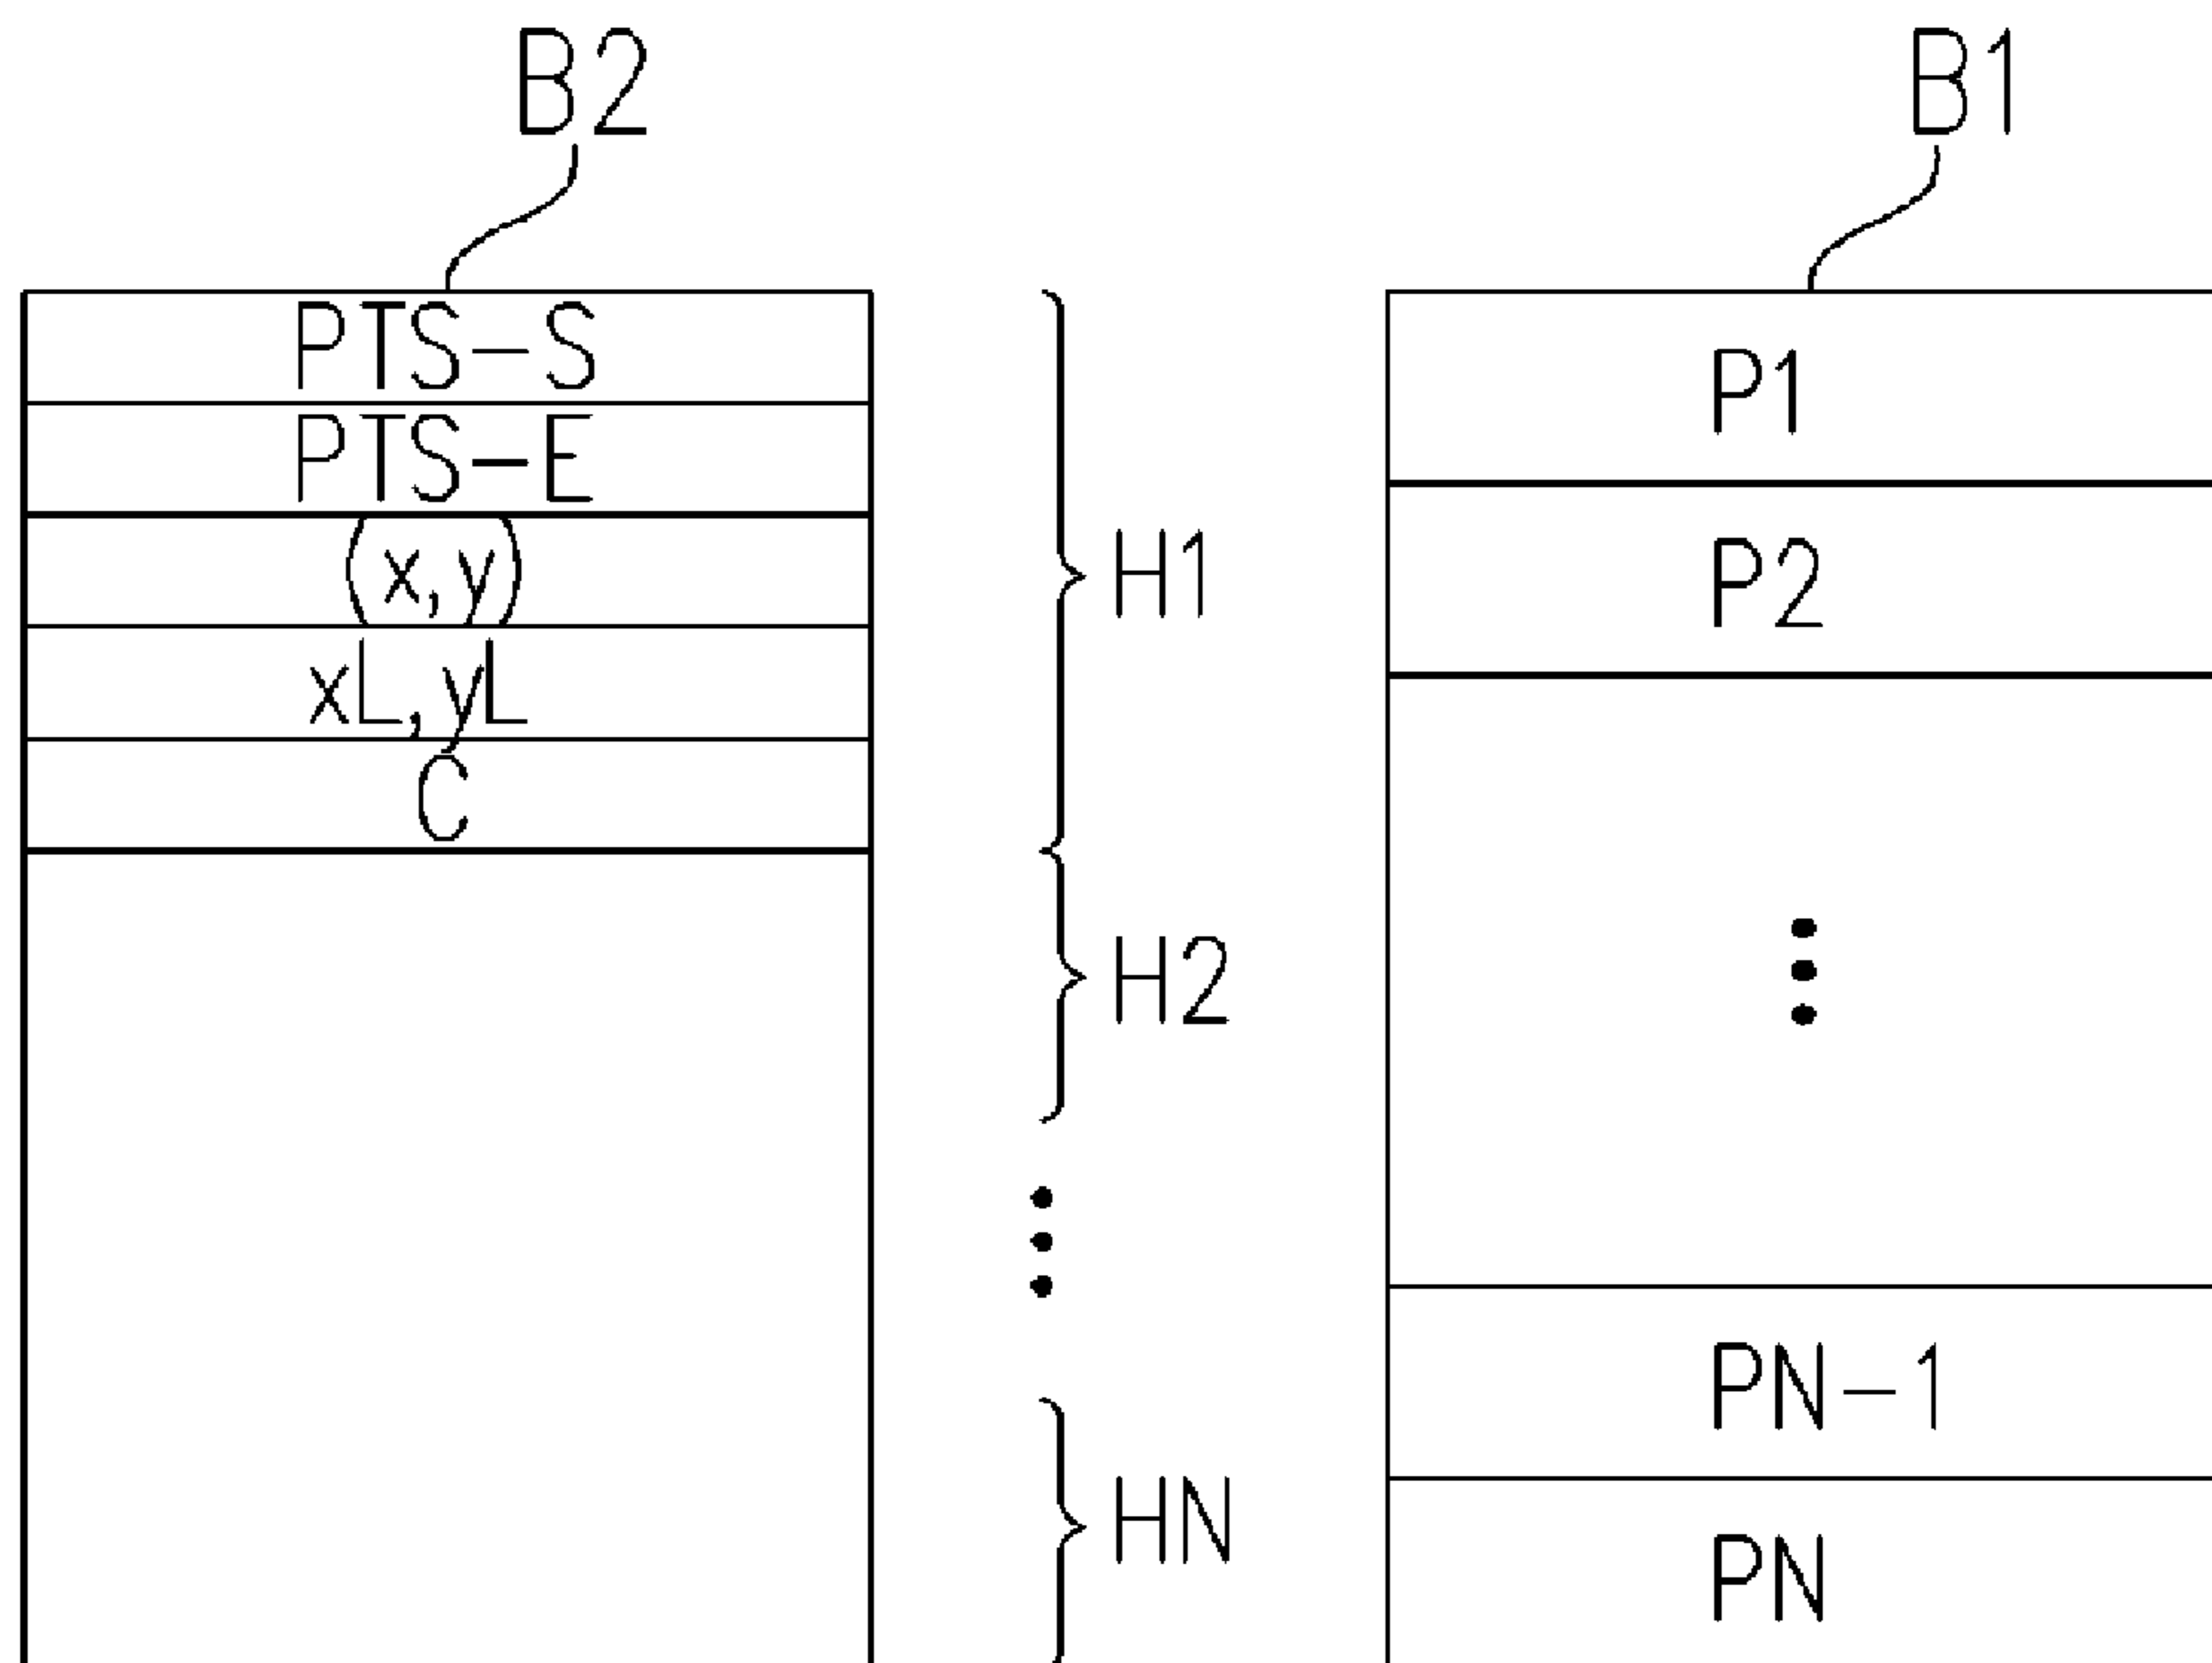 B2
PTS-S
PTS-E
(x,y)
xL,yL
C
H1
H2
HN
B1
P1
P2
PN-1
PN